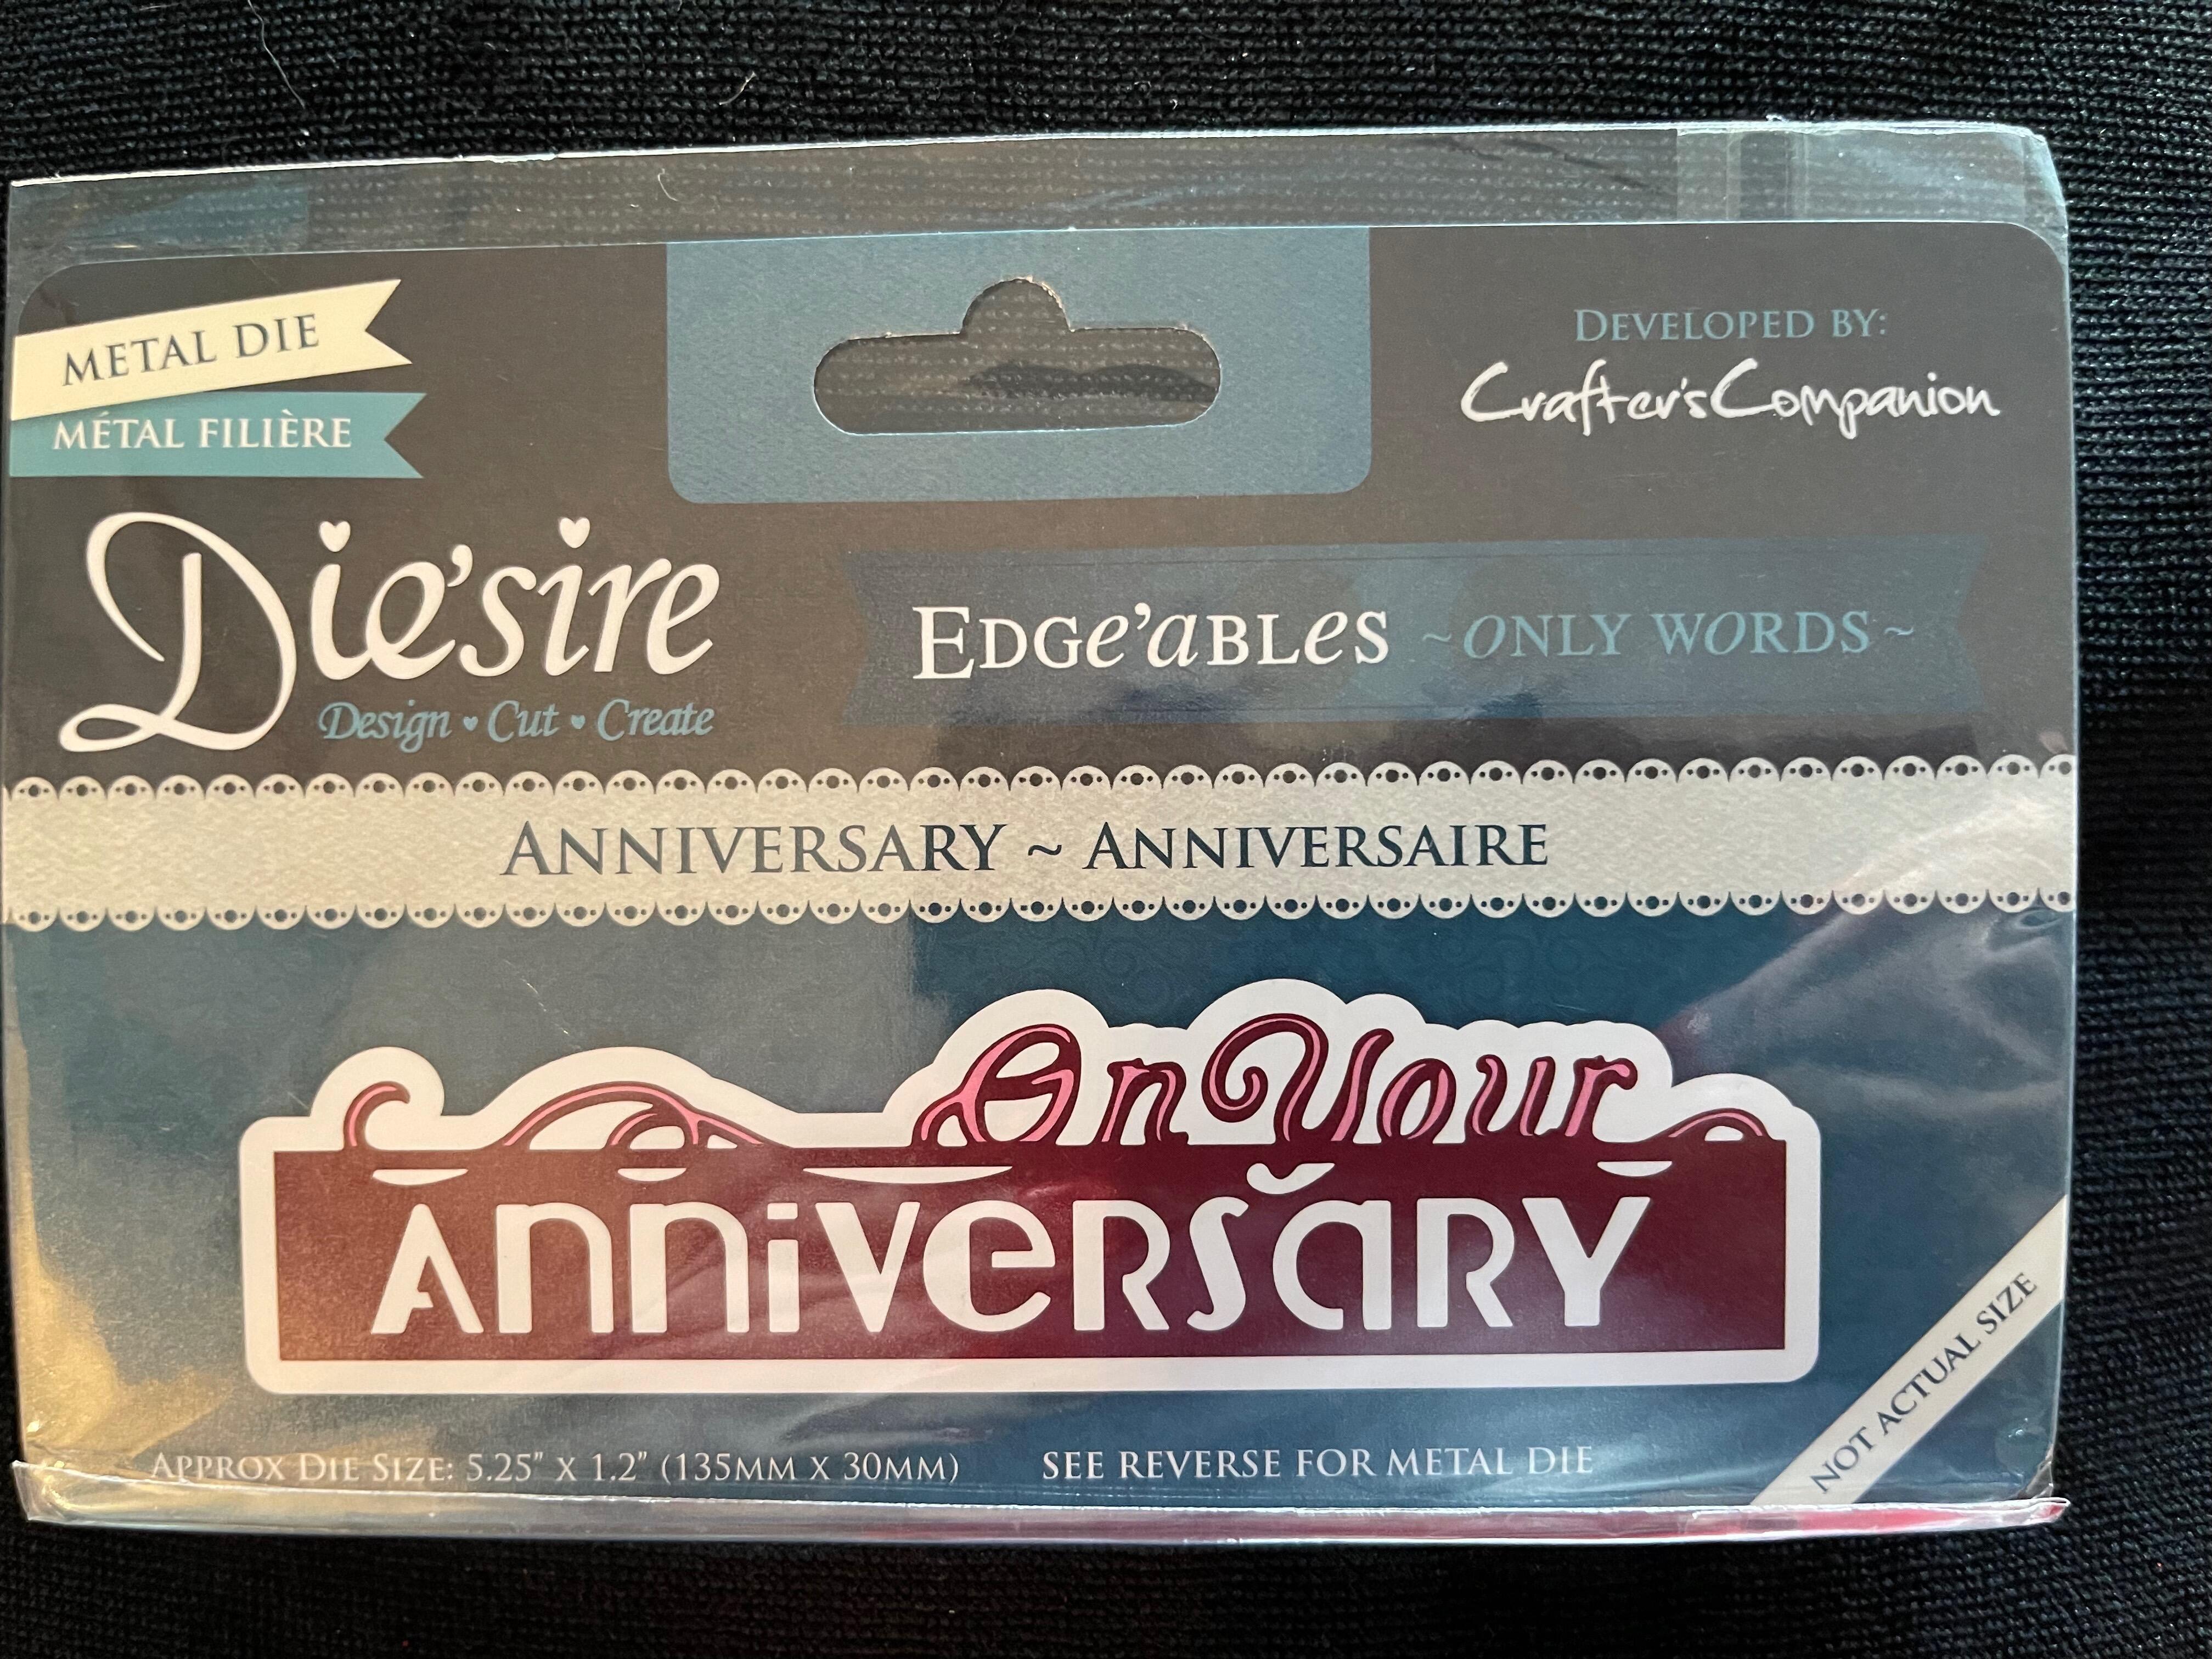 METAL DIE
MÉTAL FILIÈRE
DEVELOPED BY:
Crafter's Companion
Die'sire
Design • Cut • Create
EDGe'aBLes ~ONLY WORDS~
ANNIVERSARY ~ ANNIVERSAIRE
On Your
anniversary
APPROX DIE SIZE: 5.25" X 1.2" (135MM X 30MM)
SEE REVERSE FOR METAL DIE
NOT ACTUAL SIZE